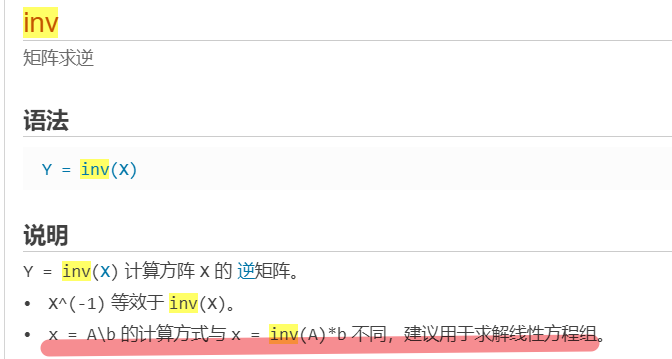 inv
矩阵求逆
语法
Y = inv(X)
说明
Y = inv(X) 计算方阵 X 的 逆矩阵。
• X^(-1) 等效于 inv(X)。
• x = A\b 的计算方式与 x = inv(A)*b 不同，建议用于求解线性方程组。